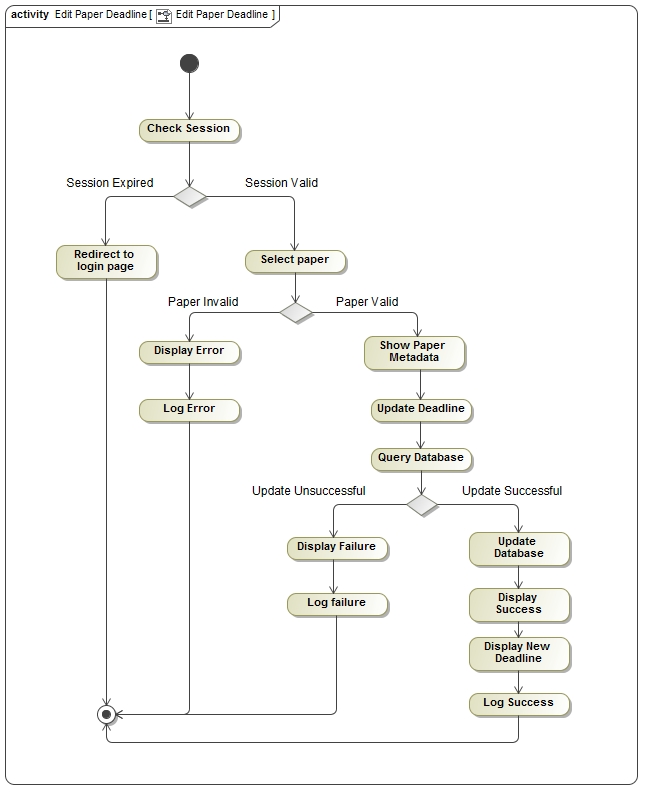 activity Edit Paper Deadline [ Edit Paper Deadline ]
Check Session
Session Expired
Session Valid
Redirect to
login page
Select paper
Paper Invalid
Paper Valid
Display Error
Show Paper
Metadata
Log Error
Update Deadline
Query Database
Update Unsuccessful
Update Successful
Display Failure
Update
Database
Log failure
Display
Success
Display New
Deadline
Log Success